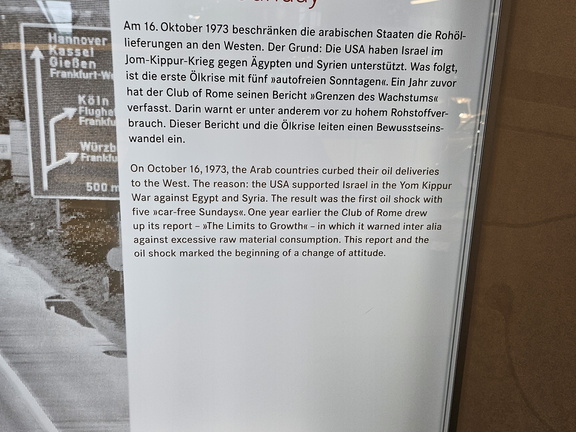 Hannover
Kassel
Gießen
Frankfurt-W
Köln
Flugha
Frankfu
Würzb
Frankfu
500 m
Am 16. Oktober 1973 beschränken die arabischen Staaten die Rohöl-
lieferungen an den Westen. Der Grund: Die USA haben Israel im
Jom-Kippur-Krieg gegen Ägypten und Syrien unterstützt. Was folgt,
ist die erste Ölkrise mit fünf »autofreien Sonntagen«. Ein Jahr zuvor
hat der Club of Rome seinen Bericht »Grenzen des Wachstums«
verfasst. Darin warnt er unter anderem vor zu hohem Rohstoffver-
brauch. Dieser Bericht und die Ölkrise leiten einen Bewusstseins-
wandel ein.
On October 16, 1973, the Arab countries curbed their oil deliveries
to the West. The reason: the USA supported Israel in the Yom Kippur
War against Egypt and Syria. The result was the first oil shock with
five »car-free Sundays«. One year earlier the Club of Rome drew
up its report – »The Limits to Growth« – in which it warned inter alia
against excessive raw material consumption. This report and the
oil shock marked the beginning of a change of attitude.